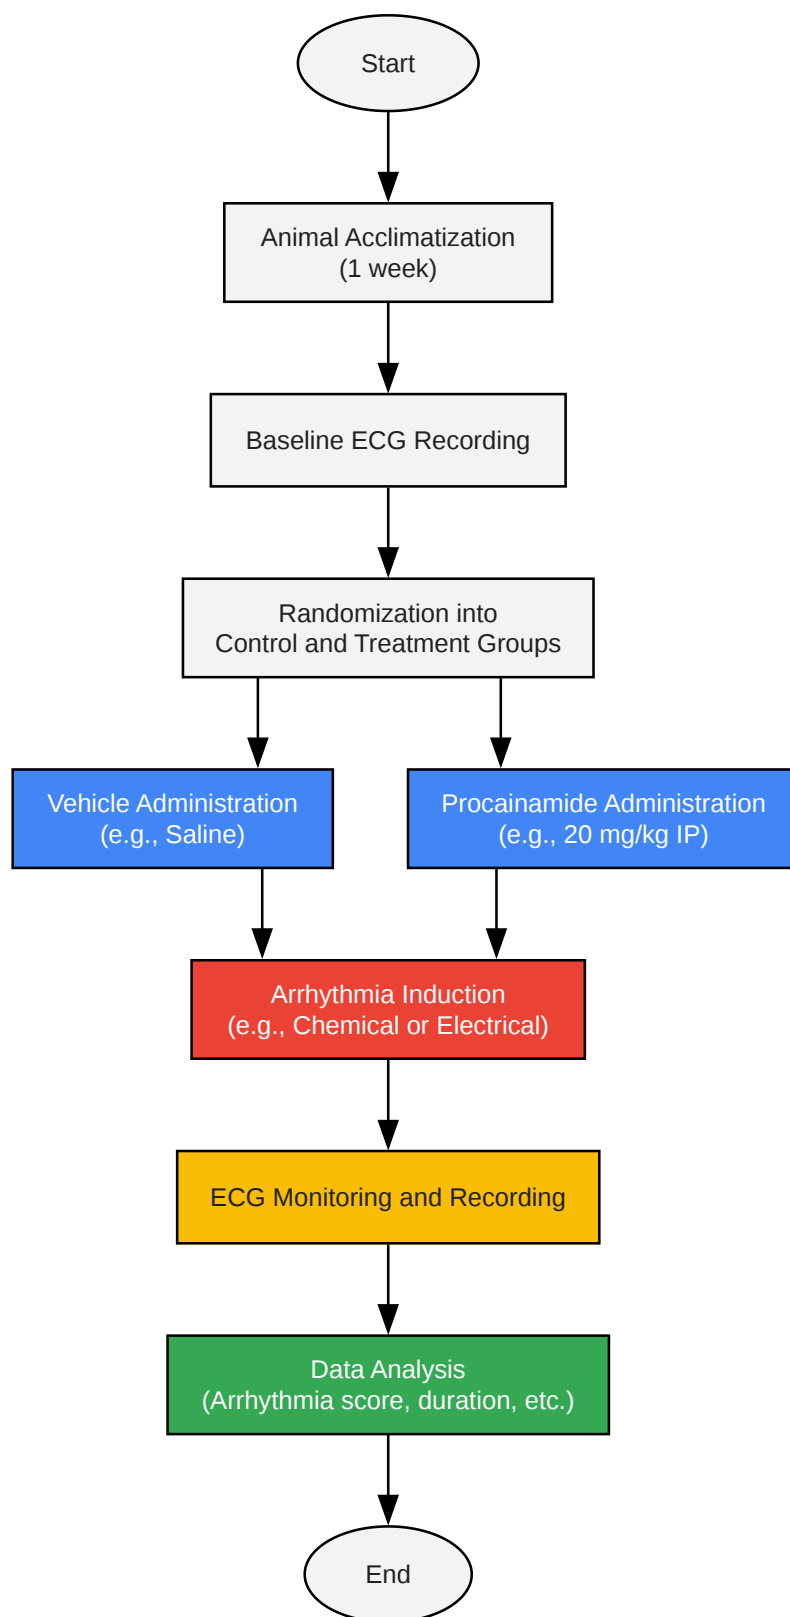 Start
Animal Acclimatization
(1 week)
Baseline ECG Recording
Randomization into
Control and Treatment Groups
Vehicle Administration
(e.g., Saline)
Procainamide Administration
(e.g., 20 mg/kg IP)
Arrhythmia Induction
(e.g., Chemical or Electrical)
ECG Monitoring and Recording
Data Analysis
(Arrhythmia score, duration, etc.)
End